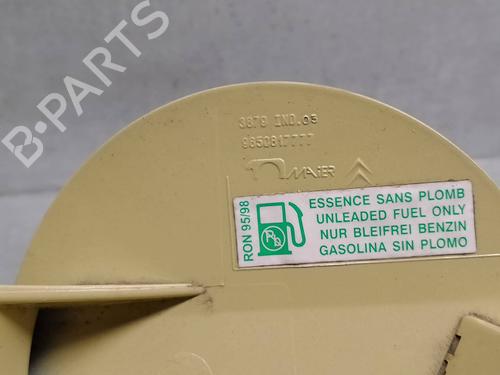 3679 IND.05
9650817777
MAIER
RON 95/98
ESSENCE SANS PLOMB
UNLEADED FUEL ONLY
NUR BLEIFREI BENZIN
GASOLINA SIN PLOMO
B-PARTS